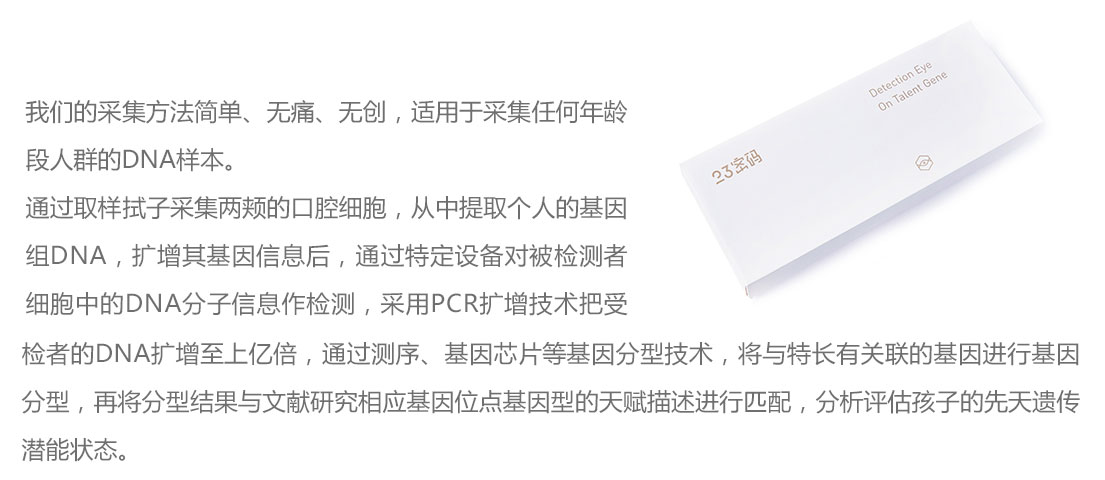 Detection Eye
On Talent Gene
23密码
我们的采集方法简单、无痛、无创，适用于采集任何年龄
段人群的DNA样本。
通过取样拭子采集两颊的口腔细胞，从中提取个人的基因
组DNA，扩增其基因信息后，通过特定设备对被检测者
细胞中的DNA分子信息作检测，采用PCR扩增技术把受
检者的DNA扩增至上亿倍，通过测序、基因芯片等基因分型技术，将与特长有关联的基因进行基因
分型，再将分型结果与文献研究相应基因位点基因型的天赋描述进行匹配，分析评估孩子的先天遗传
潜能状态。